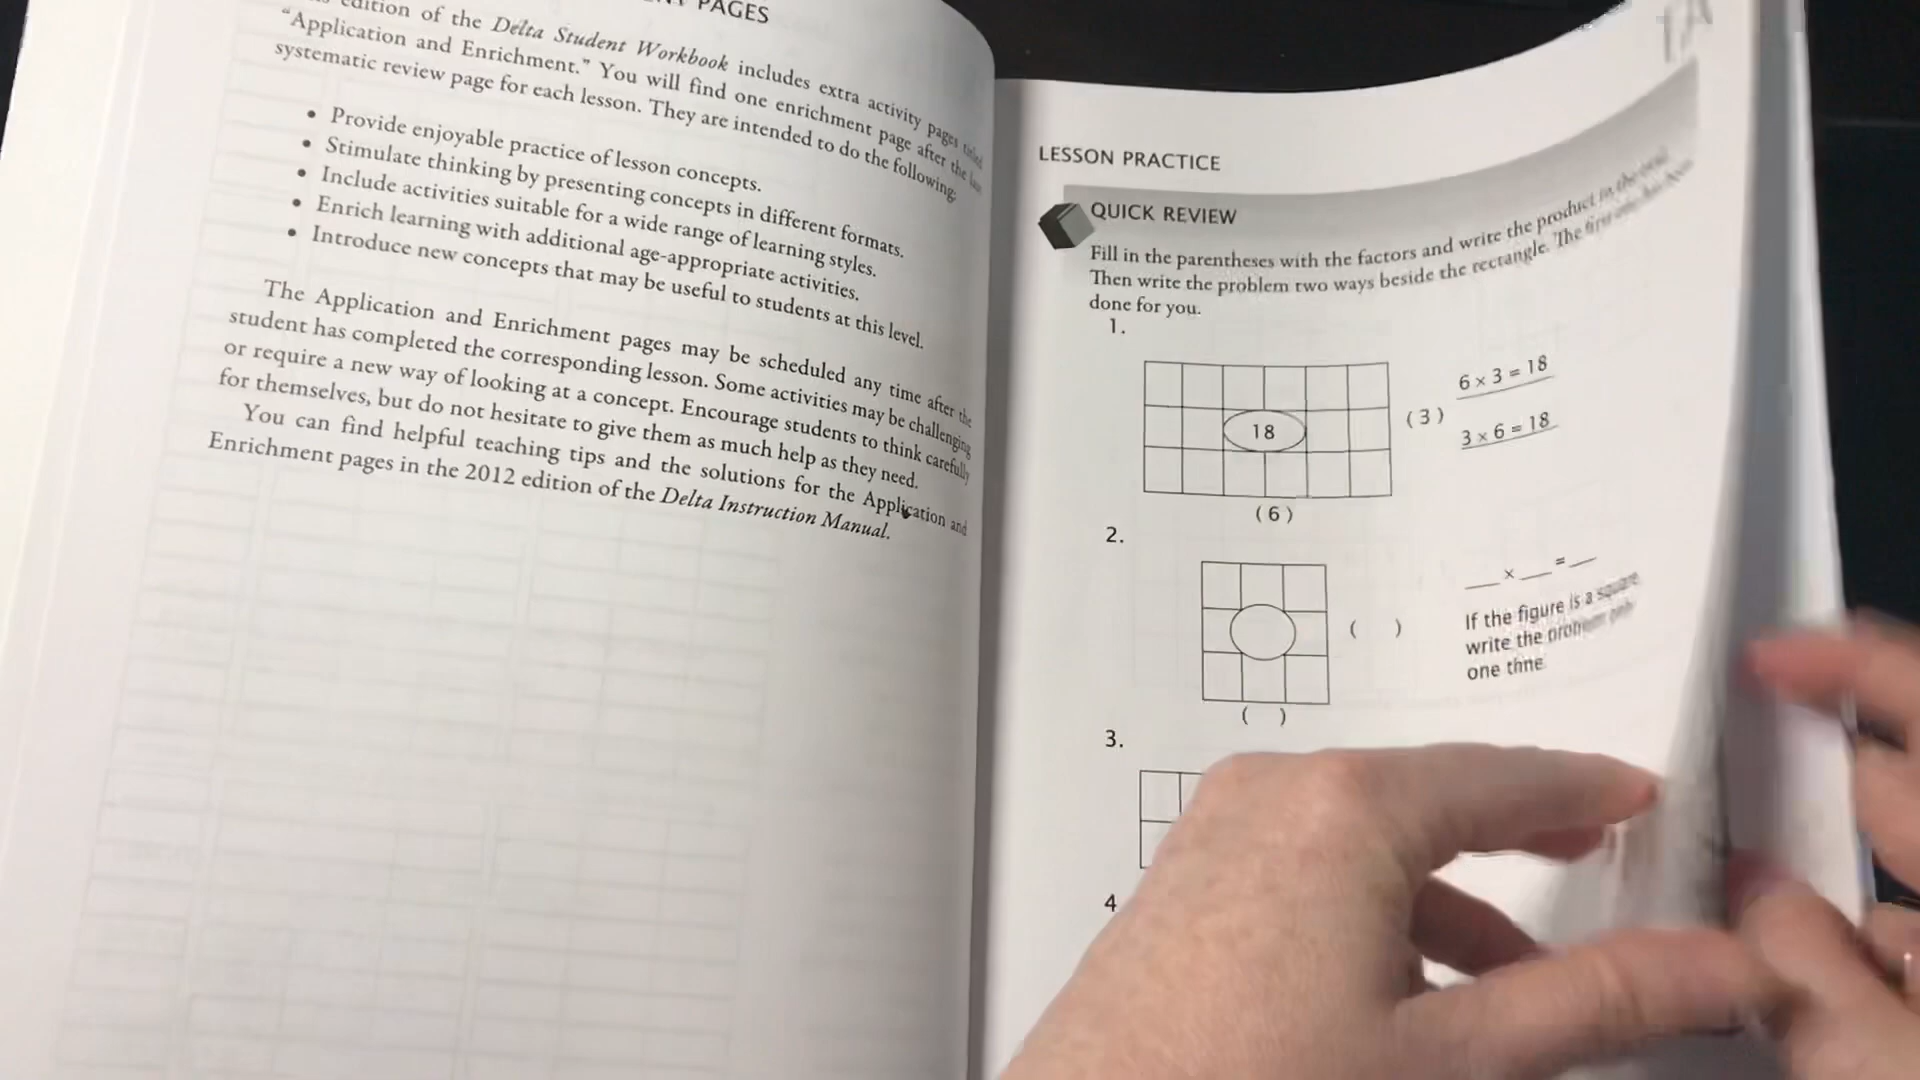 PAGES
edition of the Delta Student Workbook includes extra activity pages titled
“Application and Enrichment.” You will find one enrichment page after the last
systematic review page for each lesson. They are intended to do the following:
• Provide enjoyable practice of lesson concepts.
• Stimulate thinking by presenting concepts in different formats.
• Include activities suitable for a wide range of learning styles.
• Enrich learning with additional age-appropriate activities.
• Introduce new concepts that may be useful to students at this level.
The Application and Enrichment pages may be scheduled any time after the
student has completed the corresponding lesson. Some activities may be challenging
or require a new way of looking at a concept. Encourage students to think carefully
for themselves, but do not hesitate to give them as much help as they need.
You can find helpful teaching tips and the solutions for the Application and
Enrichment pages in the 2012 edition of the Delta Instruction Manual.
LESSON PRACTICE
QUICK REVIEW
Fill in the parentheses with the factors and write the product in the oval.
Then write the problem two ways beside the rectangle. The first one has been
done for you.
1.
18
(3)
(6)
6 × 3 = 18
3 × 6 = 18
2.
( )
( )
__ × __ = __
If the figure is a square
write the problem only
one time
3.
4